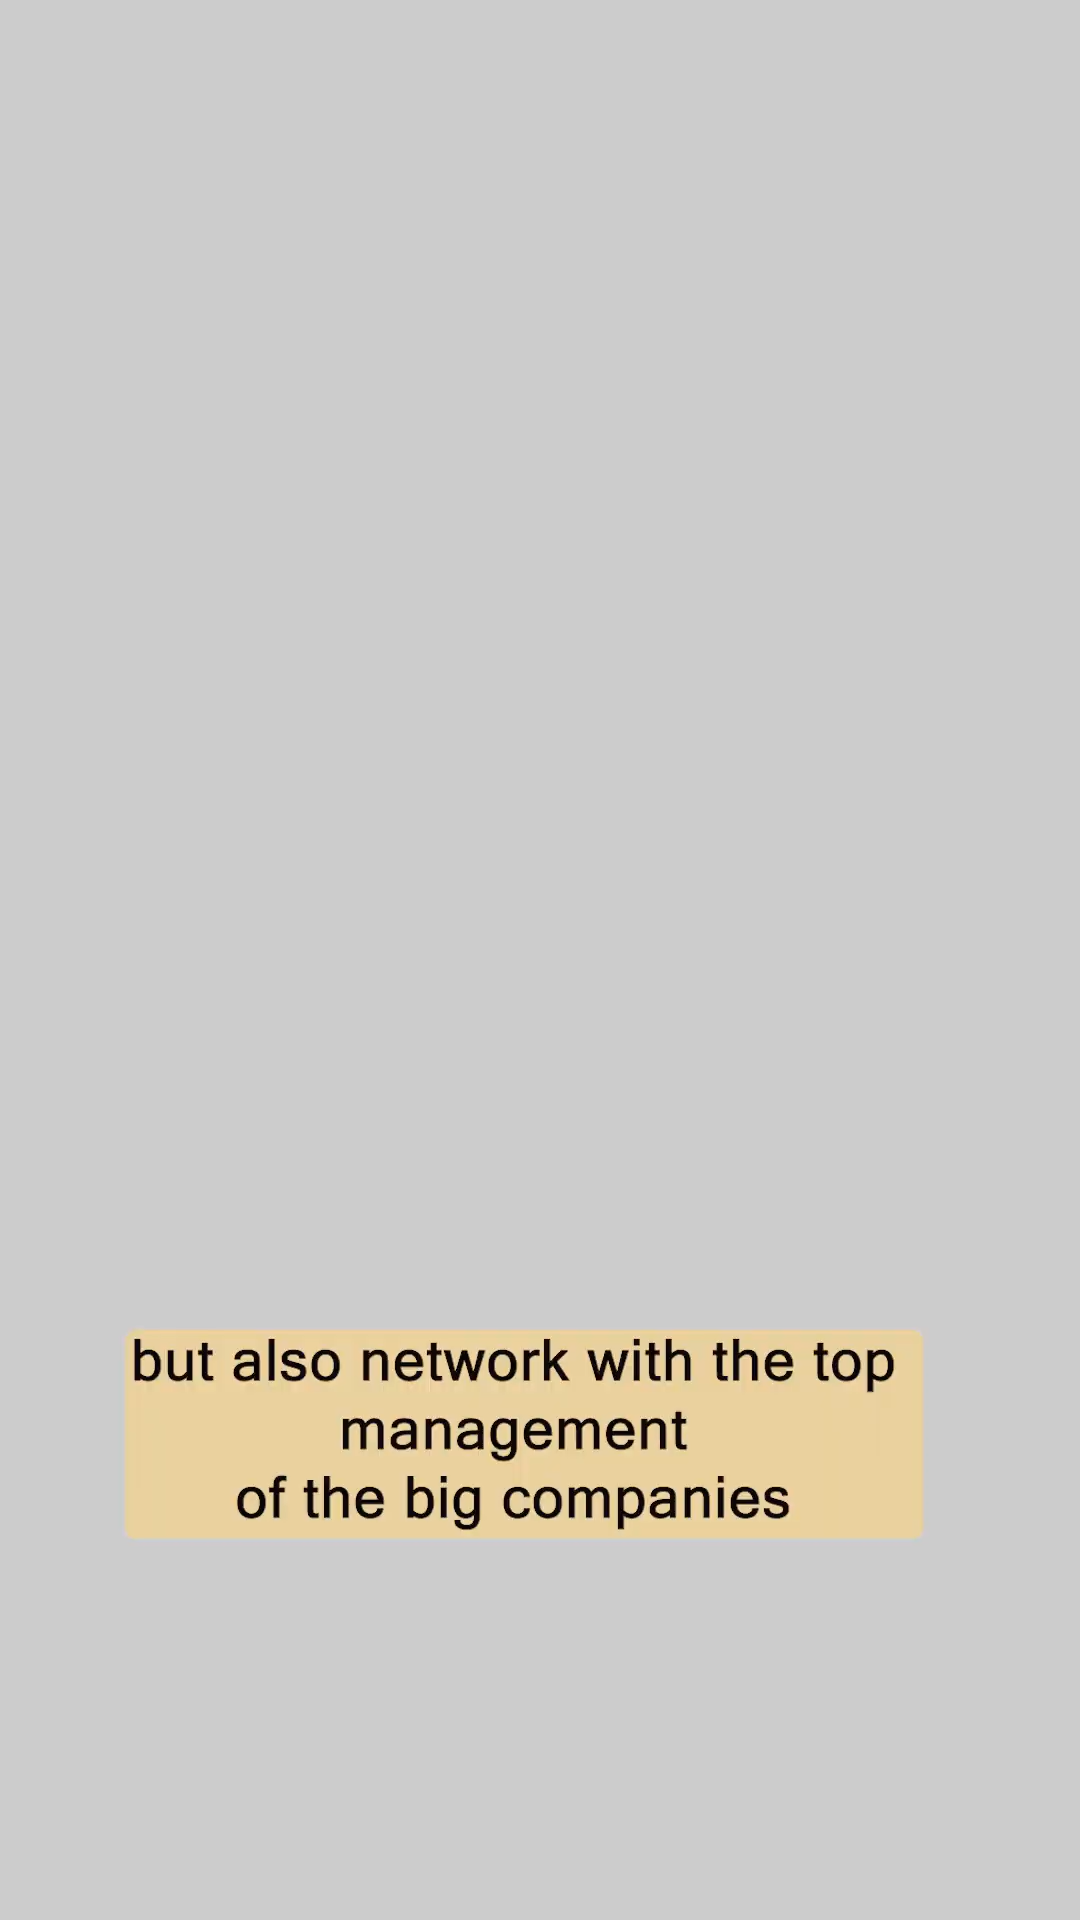 but also network with the top
management
of the big companies